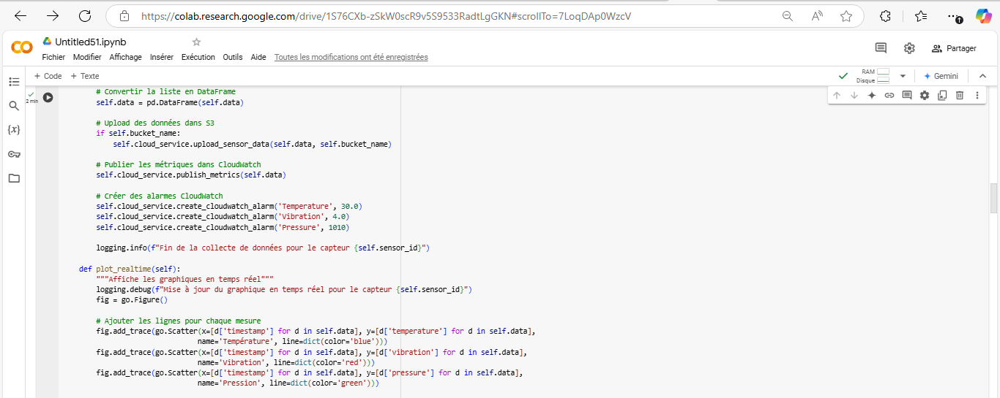 https://colab.research.google.com/drive/1S76CXb-zSkW0scR9v5S9533RadtLgGKN#scrollTo=7LoqDAp0WzcV
Untitled51.ipynb
Fichier Modifier Affichage Insérer Exécution Outils Aide Toutes les modifications ont été enregistrées
Partager
+ Code + Texte
RAM
Disque
Gemini
2 min
# Convertir la liste en DataFrame
self.data = pd.DataFrame(self.data)
# Upload des données dans S3
if self.bucket_name:
self.cloud_service.upload_sensor_data(self.data, self.bucket_name)
# Publier les métriques dans CloudWatch
self.cloud_service.publish_metrics(self.data)
# Créer des alarmes CloudWatch
self.cloud_service.create_cloudwatch_alarm('Temperature', 30.0)
self.cloud_service.create_cloudwatch_alarm('Vibration', 4.0)
self.cloud_service.create_cloudwatch_alarm('Pressure', 1010)
logging.info(f"Fin de la collecte de données pour le capteur {self.sensor_id}")
def plot_realtime(self):
"""Affiche les graphiques en temps réel"""
logging.debug(f"Mise à jour du graphique en temps réel pour le capteur {self.sensor_id}")
fig = go.Figure()
# Ajouter les lignes pour chaque mesure
fig.add_trace(go.Scatter(x=[d['timestamp'] for d in self.data], y=[d['temperature'] for d in self.data],
name='Température', line=dict(color='blue')))
fig.add_trace(go.Scatter(x=[d['timestamp'] for d in self.data], y=[d['vibration'] for d in self.data],
name='Vibration', line=dict(color='red')))
fig.add_trace(go.Scatter(x=[d['timestamp'] for d in self.data], y=[d['pressure'] for d in self.data],
name='Pression', line=dict(color='green')))